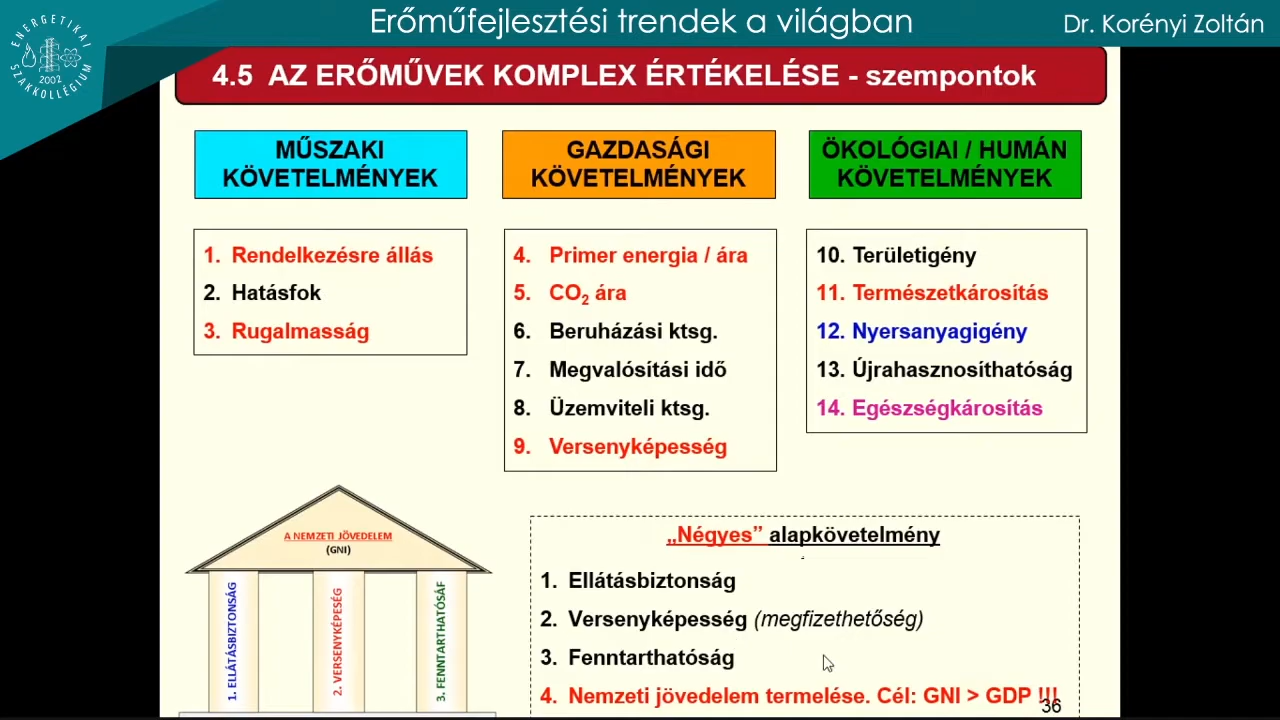 ENERGETIKAI SZAKKOLLÉGIUM
2002
Erőműfejlesztési trendek a világban
Dr. Korényi Zoltán
4.5 AZ ERŐMŰVEK KOMPLEX ÉRTÉKELÉSE - szempontok
MŰSZAKI
KÖVETELMÉNYEK
GAZDASÁGI
KÖVETELMÉNYEK
ÖKOLÓGIAI / HUMÁN
KÖVETELMÉNYEK
1. Rendelkezésre állás
2. Hatásfok
3. Rugalmasság
4. Primer energia / ára
5. CO₂ ára
6. Beruházási ktsg.
7. Megvalósítási idő
8. Üzemviteli ktsg.
9. Versenyképesség
10. Területigény
11. Természetkárosítás
12. Nyersanyagigény
13. Újrahasznosíthatóság
14. Egészségkárosítás
A NEMZETI JÖVEDELEM
(GNI)
1. ELLÁTÁSBIZTONSÁG
2. VERSENYKÉPESÉG
3. FENNTARTHATÓSÁF
„Négyes” alapkövetelmény
1. Ellátásbiztonság
2. Versenyképesség (megfizethetőség)
3. Fenntarthatóság
4. Nemzeti jövedelem termelése. Cél: GNI > GDP !!!
36